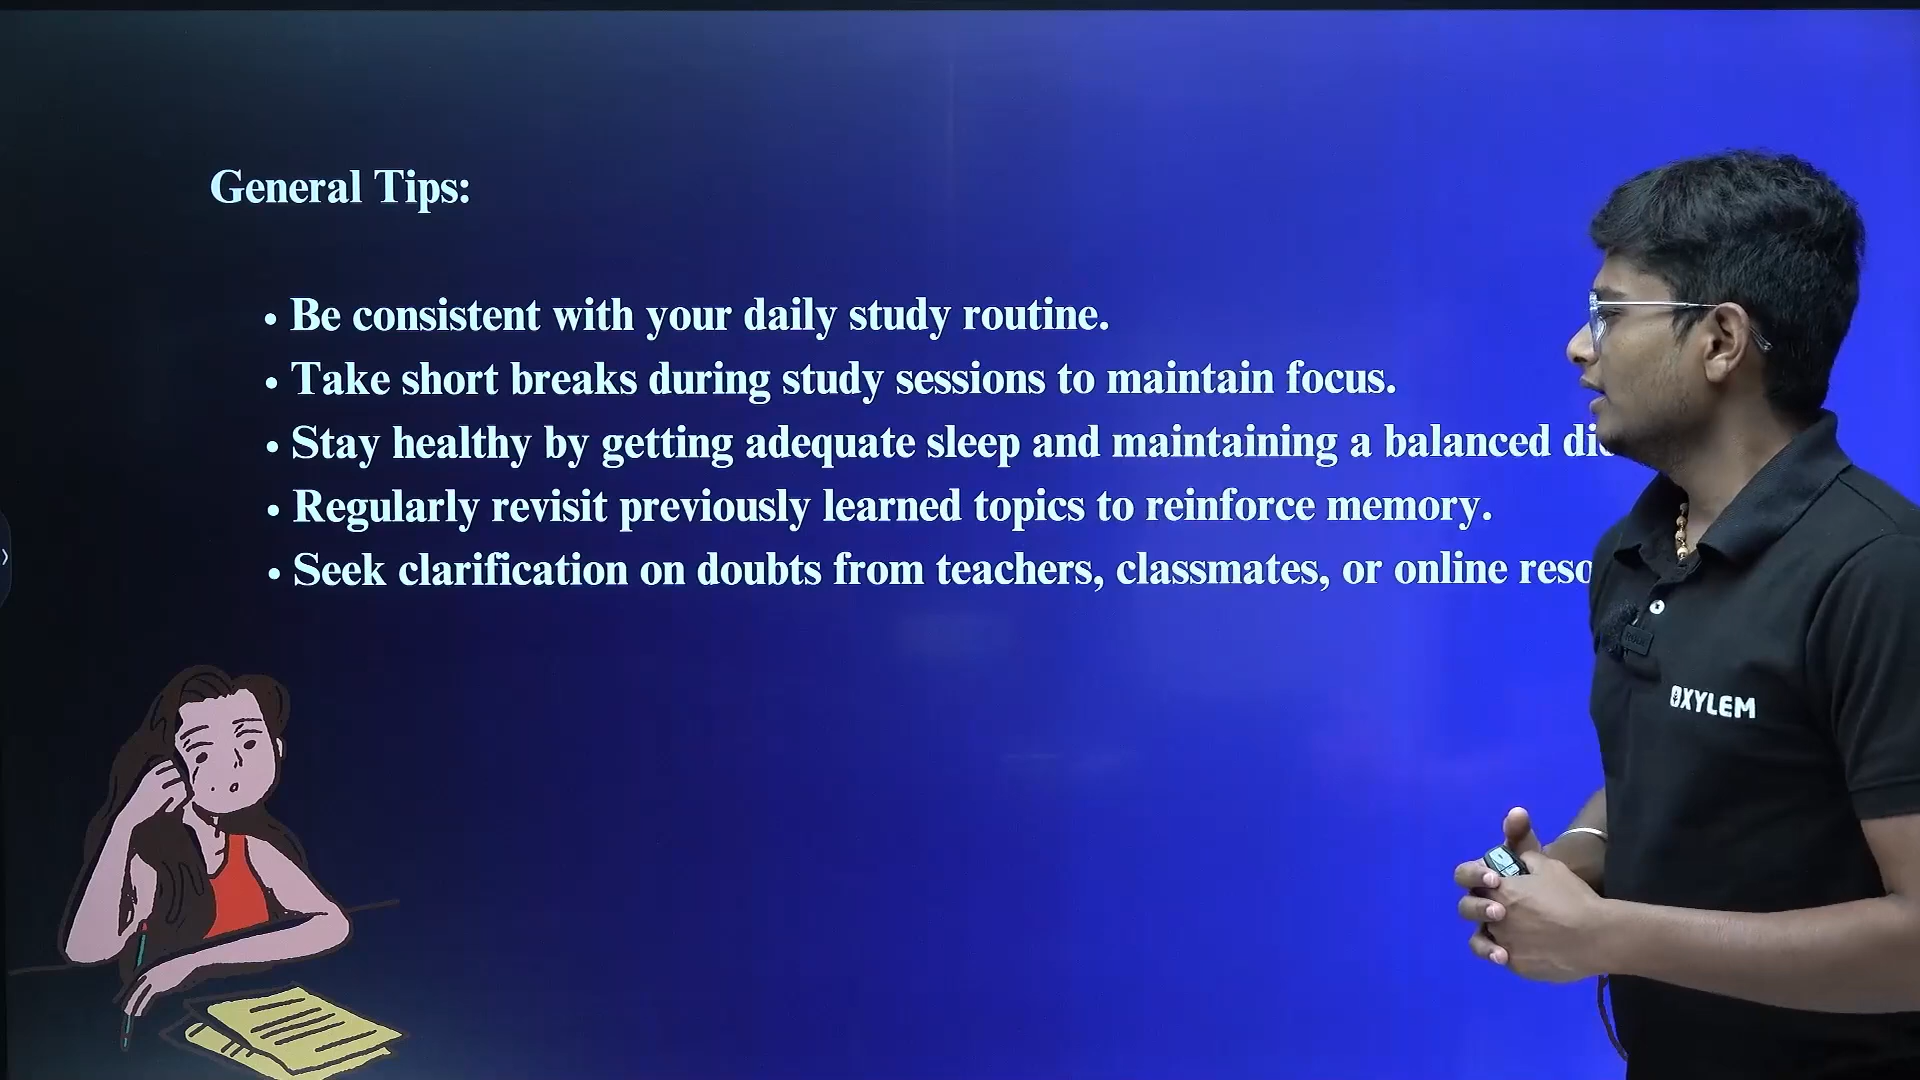 General Tips:
• Be consistent with your daily study routine.
• Take short breaks during study sessions to maintain focus.
• Stay healthy by getting adequate sleep and maintaining a balanced
• Regularly revisit previously learned topics to reinforce memory.
• Seek clarification on doubts from teachers, classmates, or online
OXYLEM